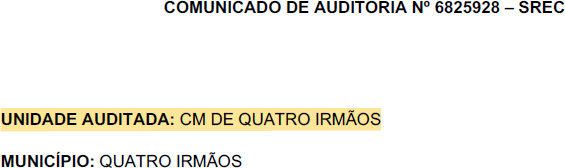 COMUNICADO DE AUDITORIA Nº 6825928 – SREC
UNIDADE AUDITADA: CM DE QUATRO IRMÃOS
MUNICÍPIO: QUATRO IRMÃOS